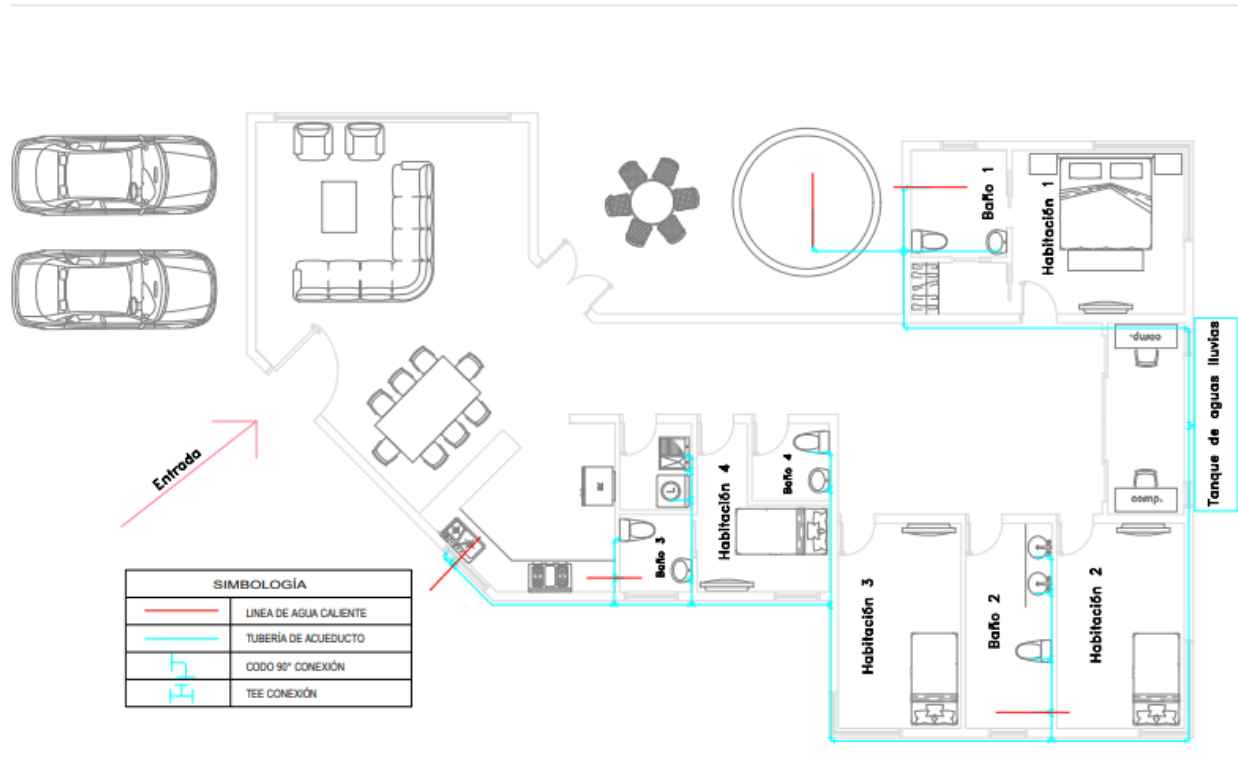 Baño 1
Habitación 1
comp.
Tanque de aguas lluvias
comp.
Entrada
Habitación 4
Baño 4
Baño 3
L
Habitación 3
Baño 2
Habitación 2
SIMBOLOGÍA
LINEA DE AGUA CALIENTE
TUBERÍA DE ACUEDUCTO
CODO 90° CONEXIÓN
TEE CONEXIÓN